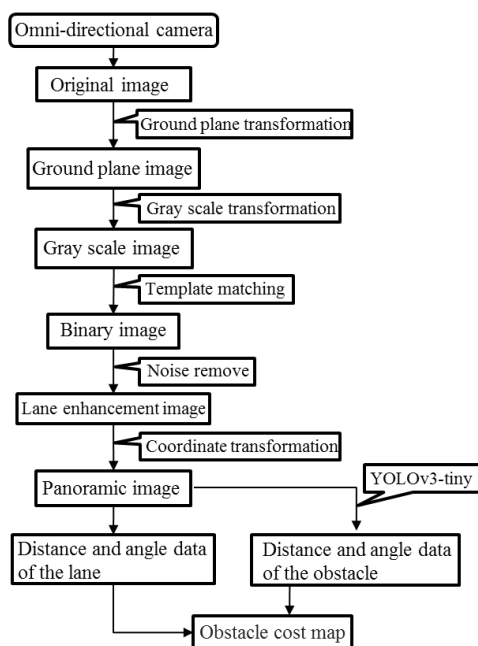 Omni-directional camera
Original image
Ground plane transformation
Ground plane image
Gray scale transformation
Gray scale image
Template matching
Binary image
Noise remove
Lane enhancement image
Coordinate transformation
Panoramic image
YOLOv3-tiny
Distance and angle data
of the lane
Distance and angle data
of the obstacle
Obstacle cost map